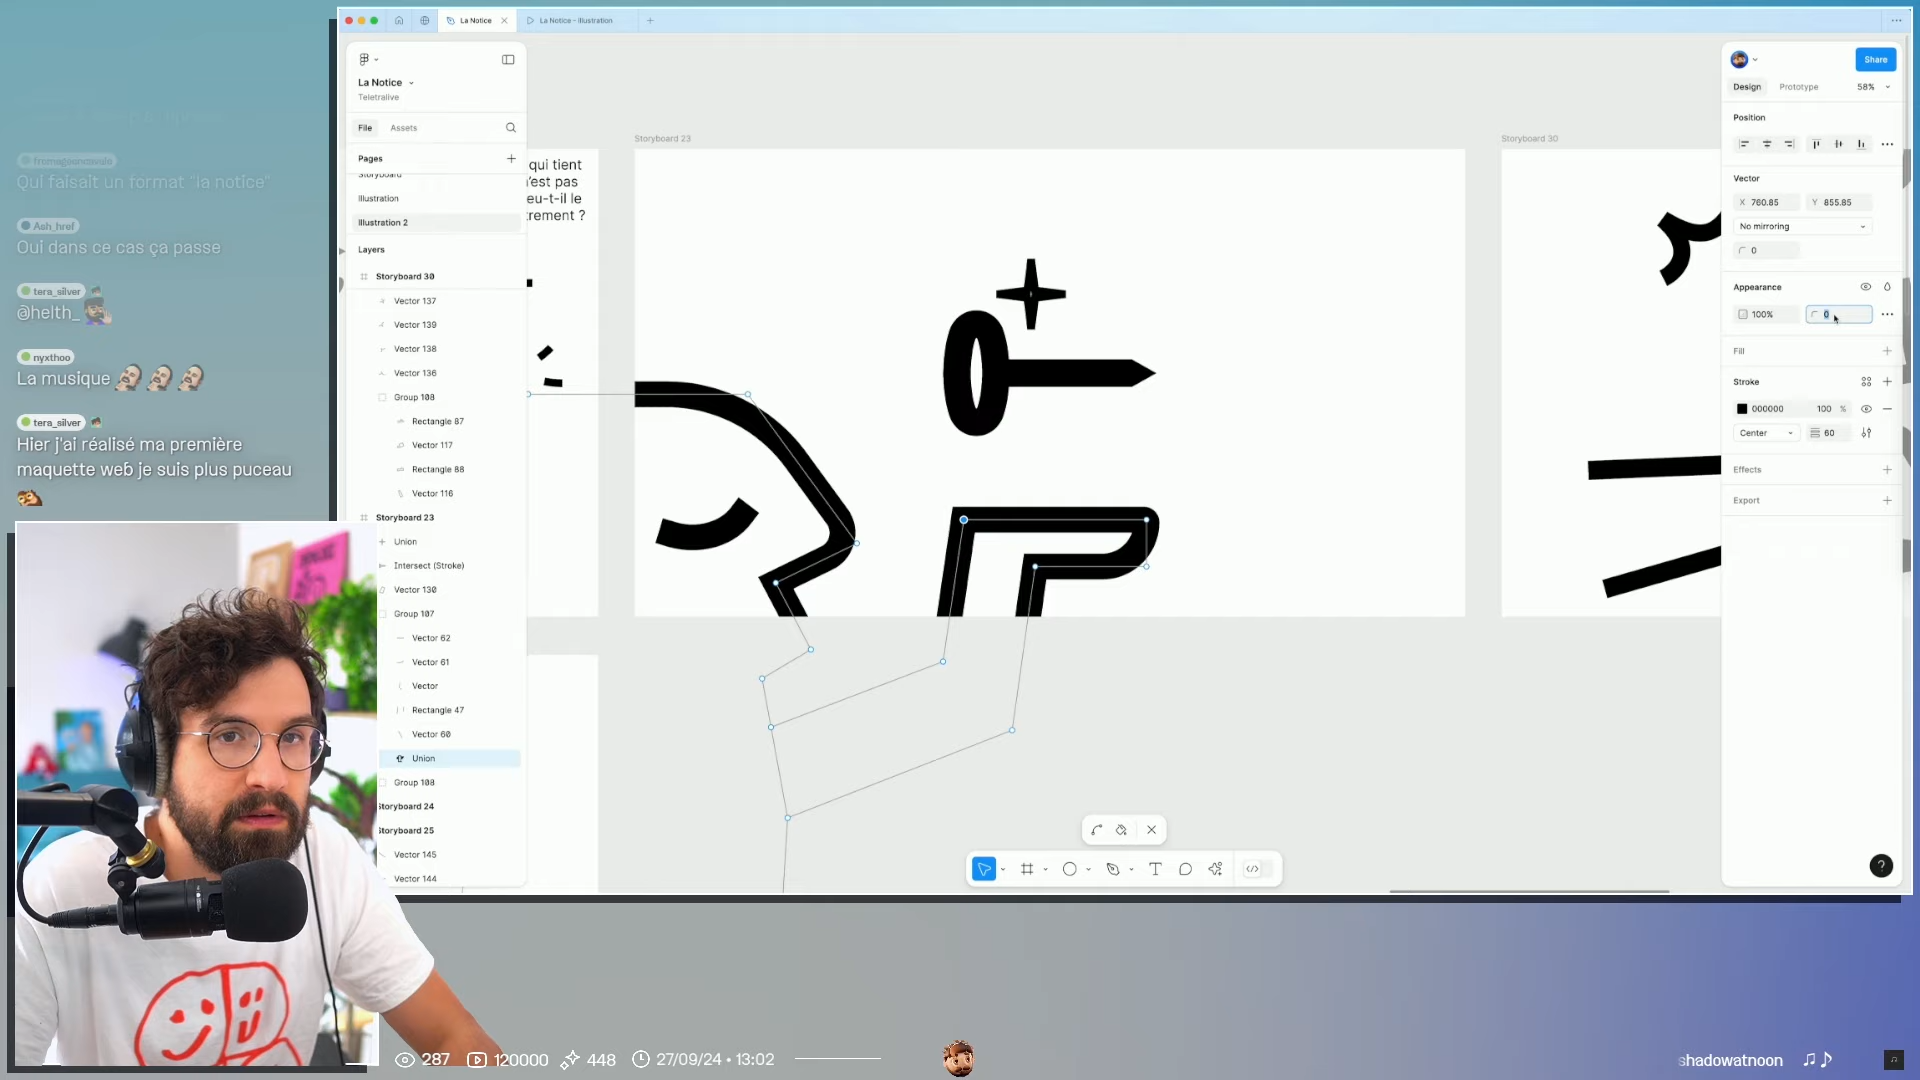 La Notice
La Notice - Illustration
La Notice
Teletralive
File
Assets
Pages
Storyboard
Illustration
Illustration 2
Layers
Storyboard 30
Vector 137
Vector 139
Vector 138
Vector 136
Group 108
Rectangle 87
Vector 117
Rectangle 88
Vector 116
Storyboard 23
Union
Intersect (Stroke)
Vector 130
Group 107
Vector 62
Vector 61
Vector
Rectangle 47
Vector 60
Union
Group 108
Storyboard 24
Storyboard 25
Vector 145
Vector 144
qui tient
'est pas
eu-t-il le
rement ?
Storyboard 23
Storyboard 30
Share
Design
Prototype
58%
Position
Vector
X 760.85
Y 855.85
No mirroring
0
Appearance
100%
0
Fill
Stroke
000000 100 %
Center
60
Effects
Export
?
fromageuncavale
Qui faisait un format "la notice"
Ash_href
Oui dans ce cas ça passe
tera_silver
@helth_
nyxthoo
La musique
tera_silver
Hier j'ai réalisé ma première
maquette web je suis plus puceau
287
120000
448
27/09/24 • 13:02
shadowatnoon